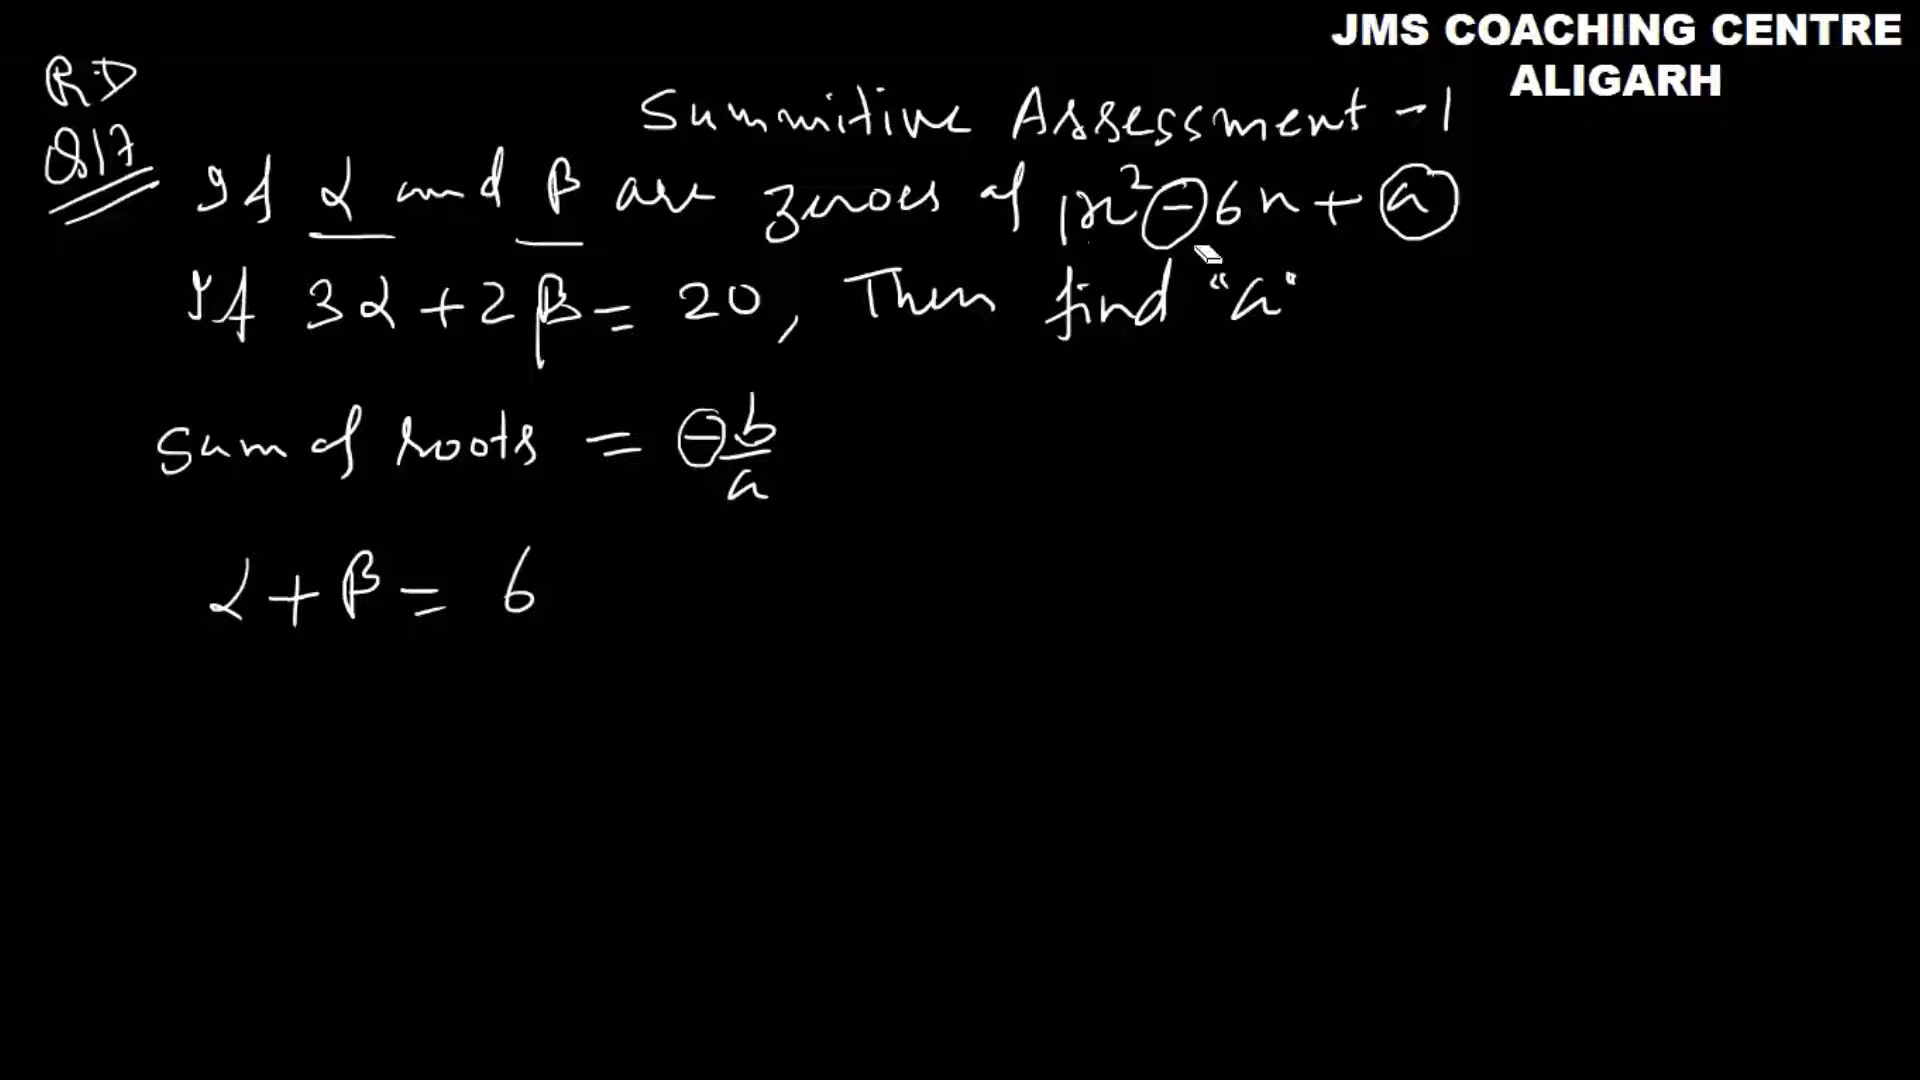 JMS COACHING CENTRE
ALIGARH
R.D
Summitive Assessment -1
Q17
If α and β are zeroes of 1x² - 6x + a
If 3α + 2β = 20, Then find "a"
Sum of roots = - b/a
α + β = 6